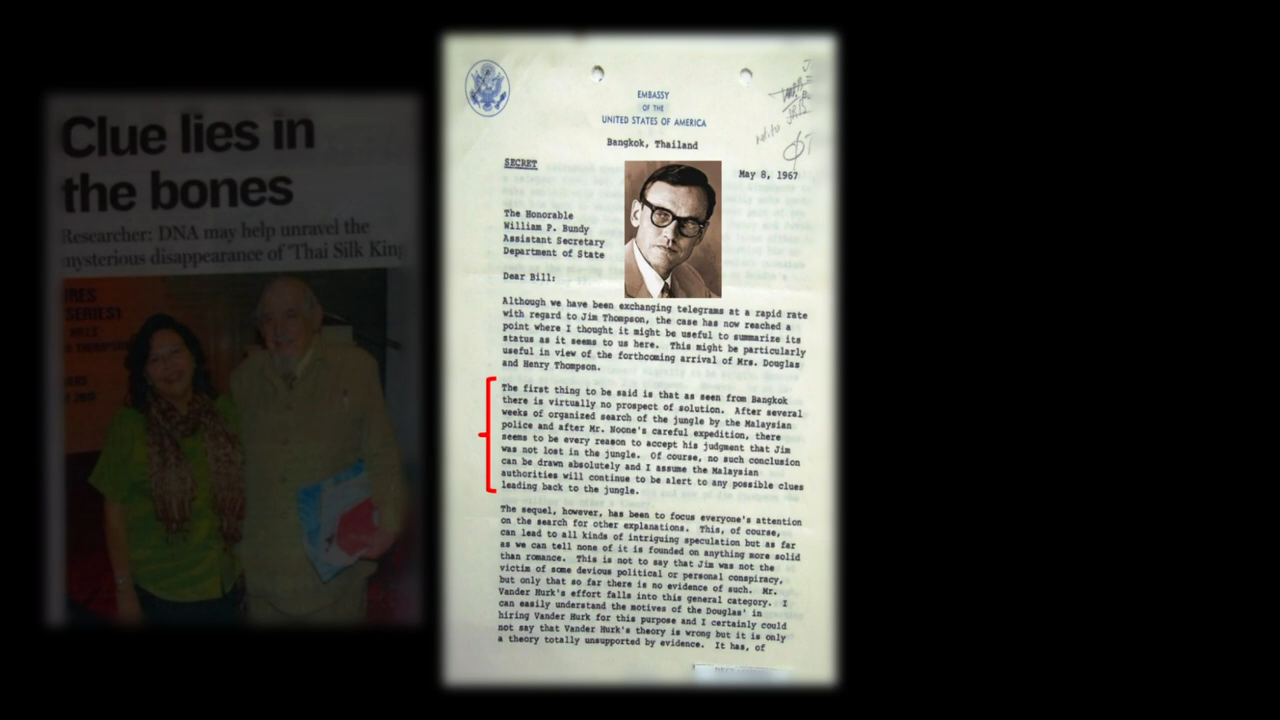 Clue lies in
the bones
Researcher: DNA may help unravel the
mysterious disappearance of 'Thai Silk King
EMBASSY
OF THE
UNITED STATES OF AMERICA
Bangkok, Thailand
SECRET
May 8, 1967
The Honorable
William P. Bundy
Assistant Secretary
Department of State
Dear Bill:
Although we have been exchanging telegrams at a rapid rate
with regard to Jim Thompson, the case has now reached a
point where I thought it might be useful to summarize its
status as it seems to us here. This might be particularly
useful in view of the forthcoming arrival of Mrs. Douglas
and Henry Thompson.
The first thing to be said is that as seen from Bangkok
there is virtually no prospect of solution. After several
weeks of organized search of the jungle by the Malaysian
police and after Mr. Noone's careful expedition, there
seems to be every reason to accept his judgment that Jim
was not lost in the jungle. Of course, no such conclusion
can be drawn absolutely and I assume the Malaysian
authorities will continue to be alert to any possible clues
leading back to the jungle.
The sequel, however, has been to focus everyone's attention
on the search for other explanations. This, of course,
can lead to all kinds of intriguing speculation but as far
as we can tell none of it is founded on anything more solid
than romance. This is not to say that Jim was not the
victim of some devious political or personal conspiracy,
but only that so far there is no evidence of such. Mr.
Vander Hurk's effort falls into this general category. I
can easily understand the motives of the Douglas' in
hiring Vander Hurk for this purpose and I certainly could
not say that Vander Hurk's theory is wrong but it is only
a theory totally unsupported by evidence. It has, of